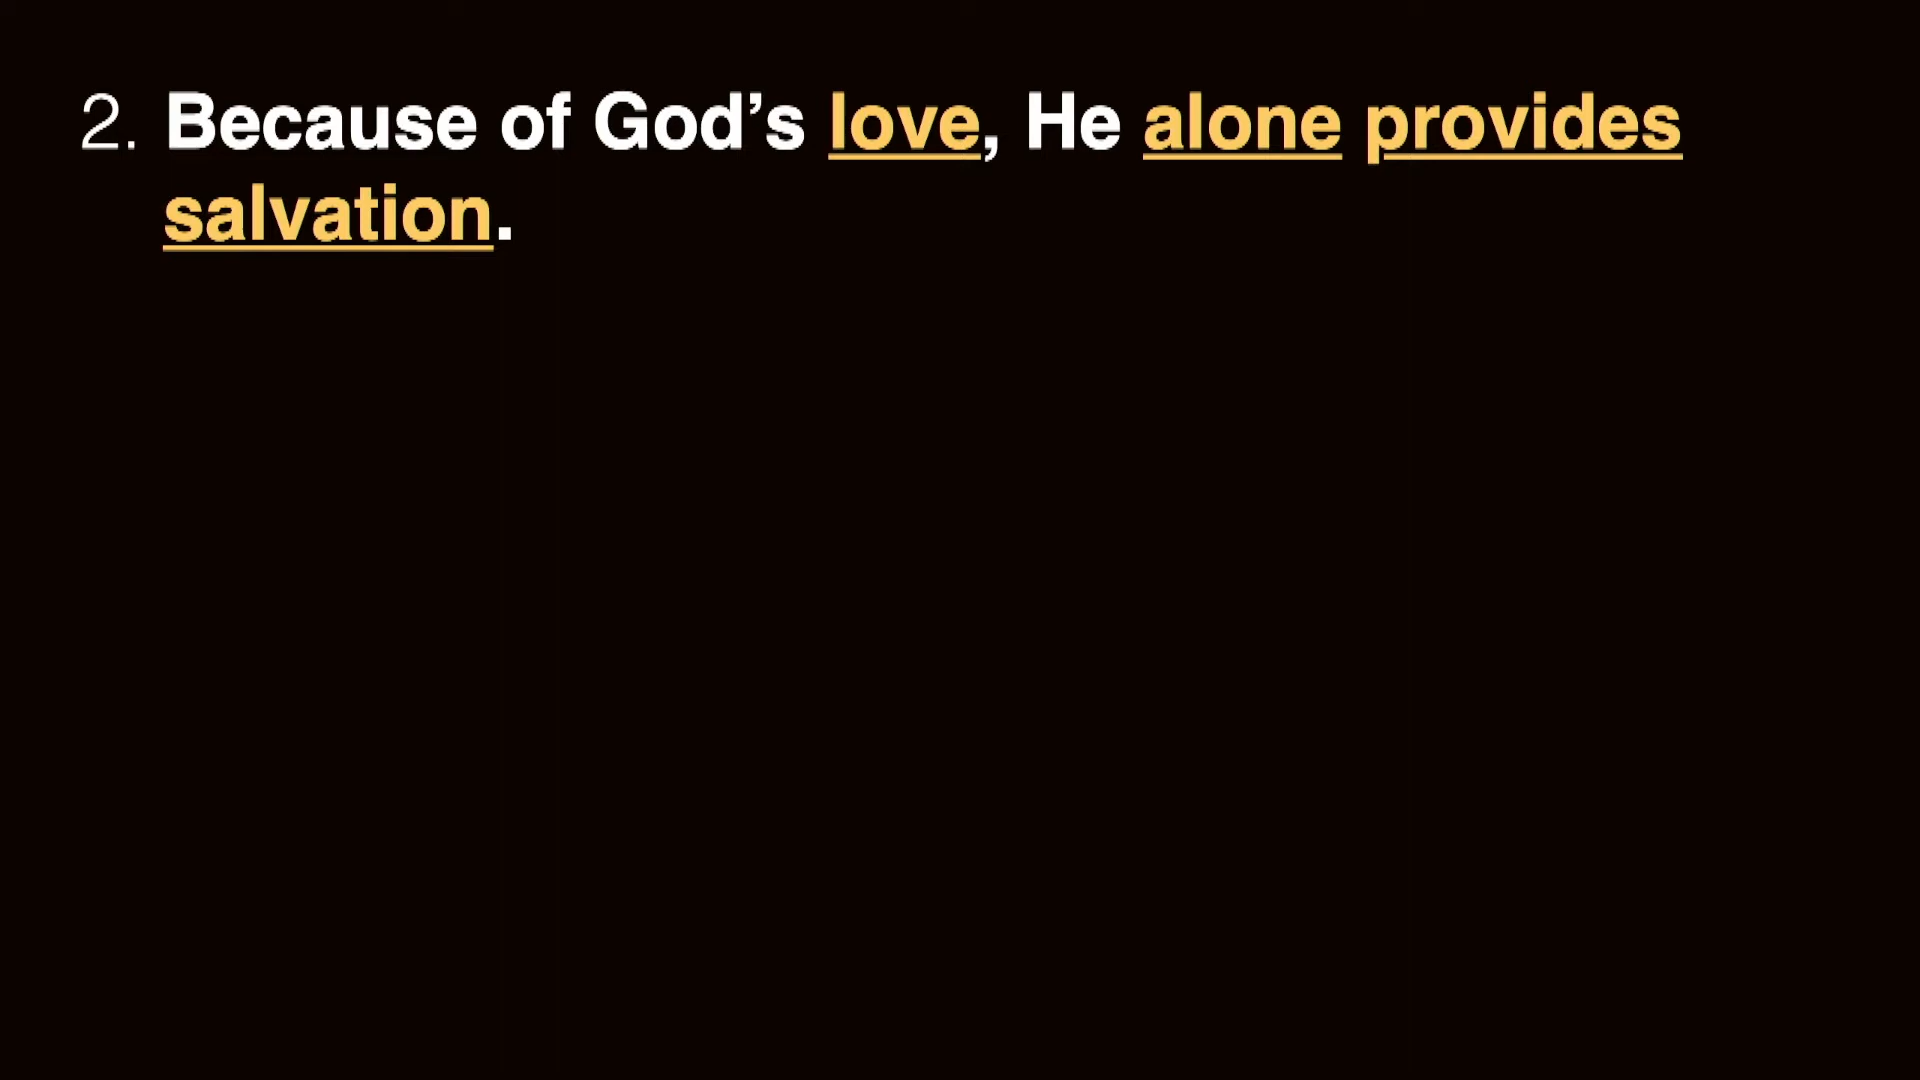 2. Because of God’s love, He alone provides
salvation.